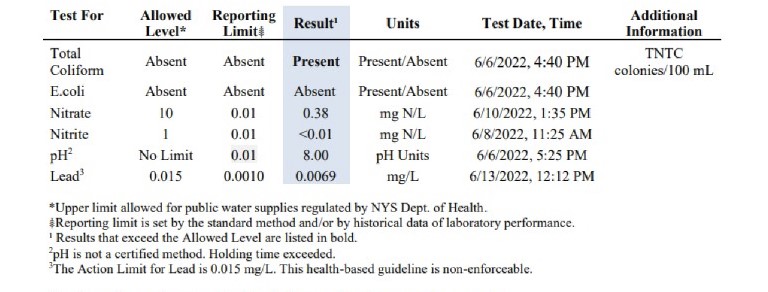 Test For Allowed Level* Reporting Limit⯒ Result¹ Units Test Date, Time Additional Information
Total Coliform Absent Absent Present Present/Absent 6/6/2022, 4:40 PM TNTC colonies/100 mL
E.coli Absent Absent Absent Present/Absent 6/6/2022, 4:40 PM
Nitrate 10 0.01 0.38 mg N/L 6/10/2022, 1:35 PM
Nitrite 1 0.01 <0.01 mg N/L 6/8/2022, 11:25 AM
pH² No Limit 0.01 8.00 pH Units 6/6/2022, 5:25 PM
Lead³ 0.015 0.0010 0.0069 mg/L 6/13/2022, 12:12 PM
*Upper limit allowed for public water supplies regulated by NYS Dept. of Health.
⯒Reporting limit is set by the standard method and/or by historical data of laboratory performance.
¹ Results that exceed the Allowed Level are listed in bold.
²pH is not a certified method. Holding time exceeded.
³The Action Limit for Lead is 0.015 mg/L. This health-based guideline is non-enforceable.